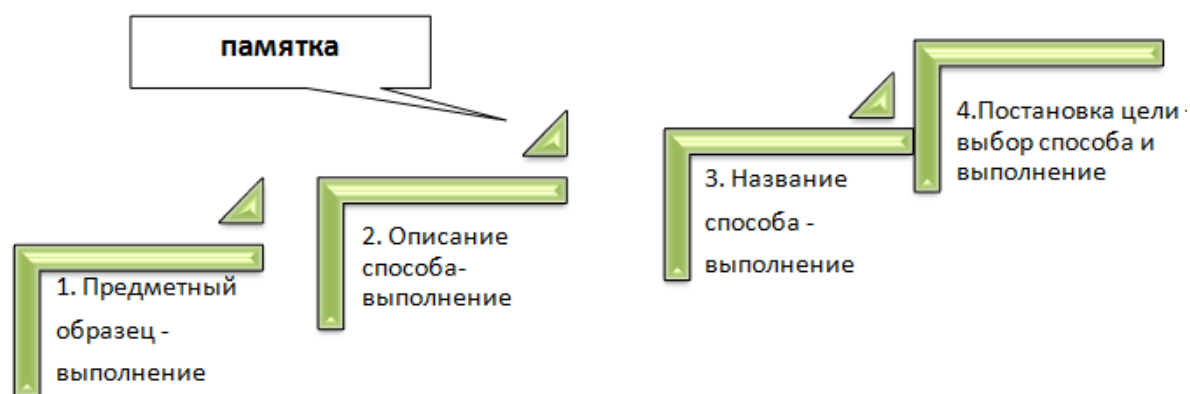 памятка
1. Предметный
образец -
выполнение
2. Описание
способа-
выполнение
3. Название
способа -
выполнение
4.Постановка цели -
выбор способа и
выполнение